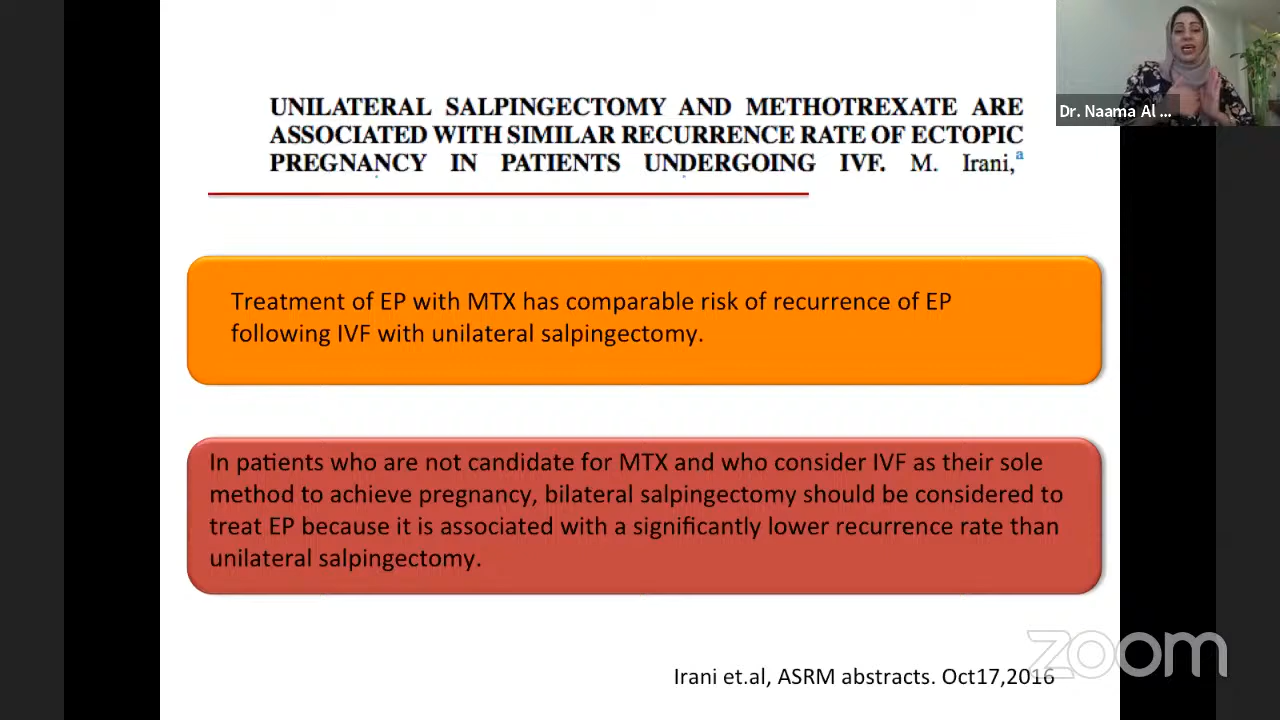 UNILATERAL SALPINGECTOMY AND METHOTREXATE ARE
ASSOCIATED WITH SIMILAR RECURRENCE RATE OF ECTOPIC
PREGNANCY IN PATIENTS UNDERGOING IVF. M. Irani,a
Dr. Naama Al ...
Treatment of EP with MTX has comparable risk of recurrence of EP
following IVF with unilateral salpingectomy.
In patients who are not candidate for MTX and who consider IVF as their sole
method to achieve pregnancy, bilateral salpingectomy should be considered to
treat EP because it is associated with a significantly lower recurrence rate than
unilateral salpingectomy.
zoom
Irani et.al, ASRM abstracts. Oct17,2016